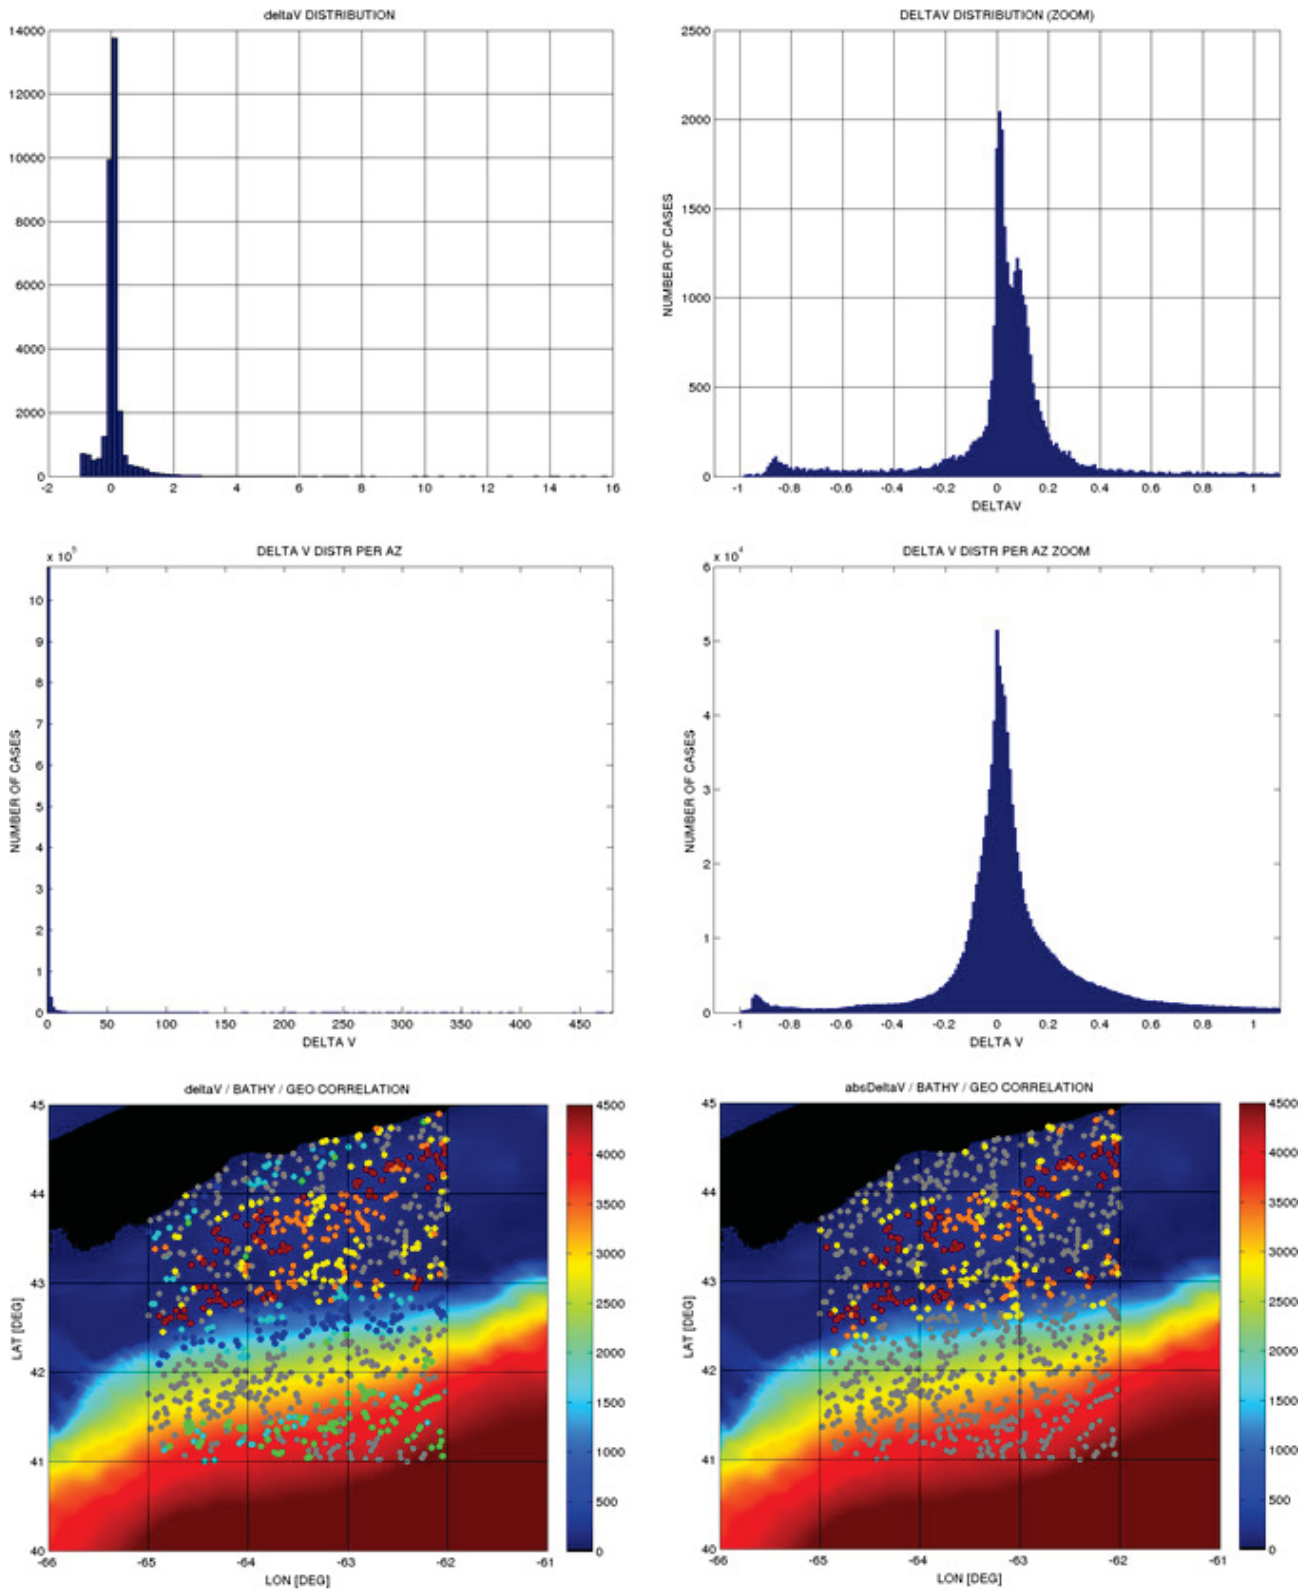 deltaV DISTRIBUTION
14000
12000
10000
8000
6000
4000
2000
0
-2 0 2 4 6 8 10 12 14 16
DELTAV DISTRIBUTION (ZOOM)
2500
2000
1500
1000
500
0
NUMBER OF CASES
-1 -0.8 -0.6 -0.4 -0.2 0 0.2 0.4 0.6 0.8 1
DELTAV
DELTA V DISTR PER AZ
x 10^5
10
9
8
7
6
5
4
3
2
1
0
NUMBER OF CASES
0 50 100 150 200 250 300 350 400 450
DELTA V
DELTA V DISTR PER AZ ZOOM
x 10^4
6
5
4
3
2
1
0
NUMBER OF CASES
-1 -0.8 -0.6 -0.4 -0.2 0 0.2 0.4 0.6 0.8 1
DELTA V
deltaV / BATHY / GEO CORRELATION
45
44
43
42
41
40
LAT [DEG]
-66 -65 -64 -63 -62 -61
LON [DEG]
4500
4000
3500
3000
2500
2000
1500
1000
500
0
absDeltaV / BATHY / GEO CORRELATION
45
44
43
42
41
40
LAT [DEG]
-66 -65 -64 -63 -62 -61
LON [DEG]
4500
4000
3500
3000
2500
2000
1500
1000
500
0